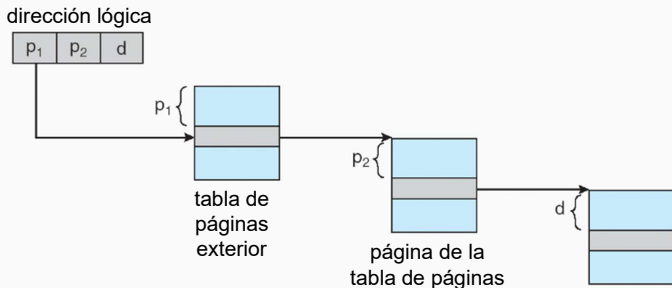 dirección lógica
p1 p2 d
p1
p2
d
tabla de
páginas
exterior
página de la
tabla de páginas